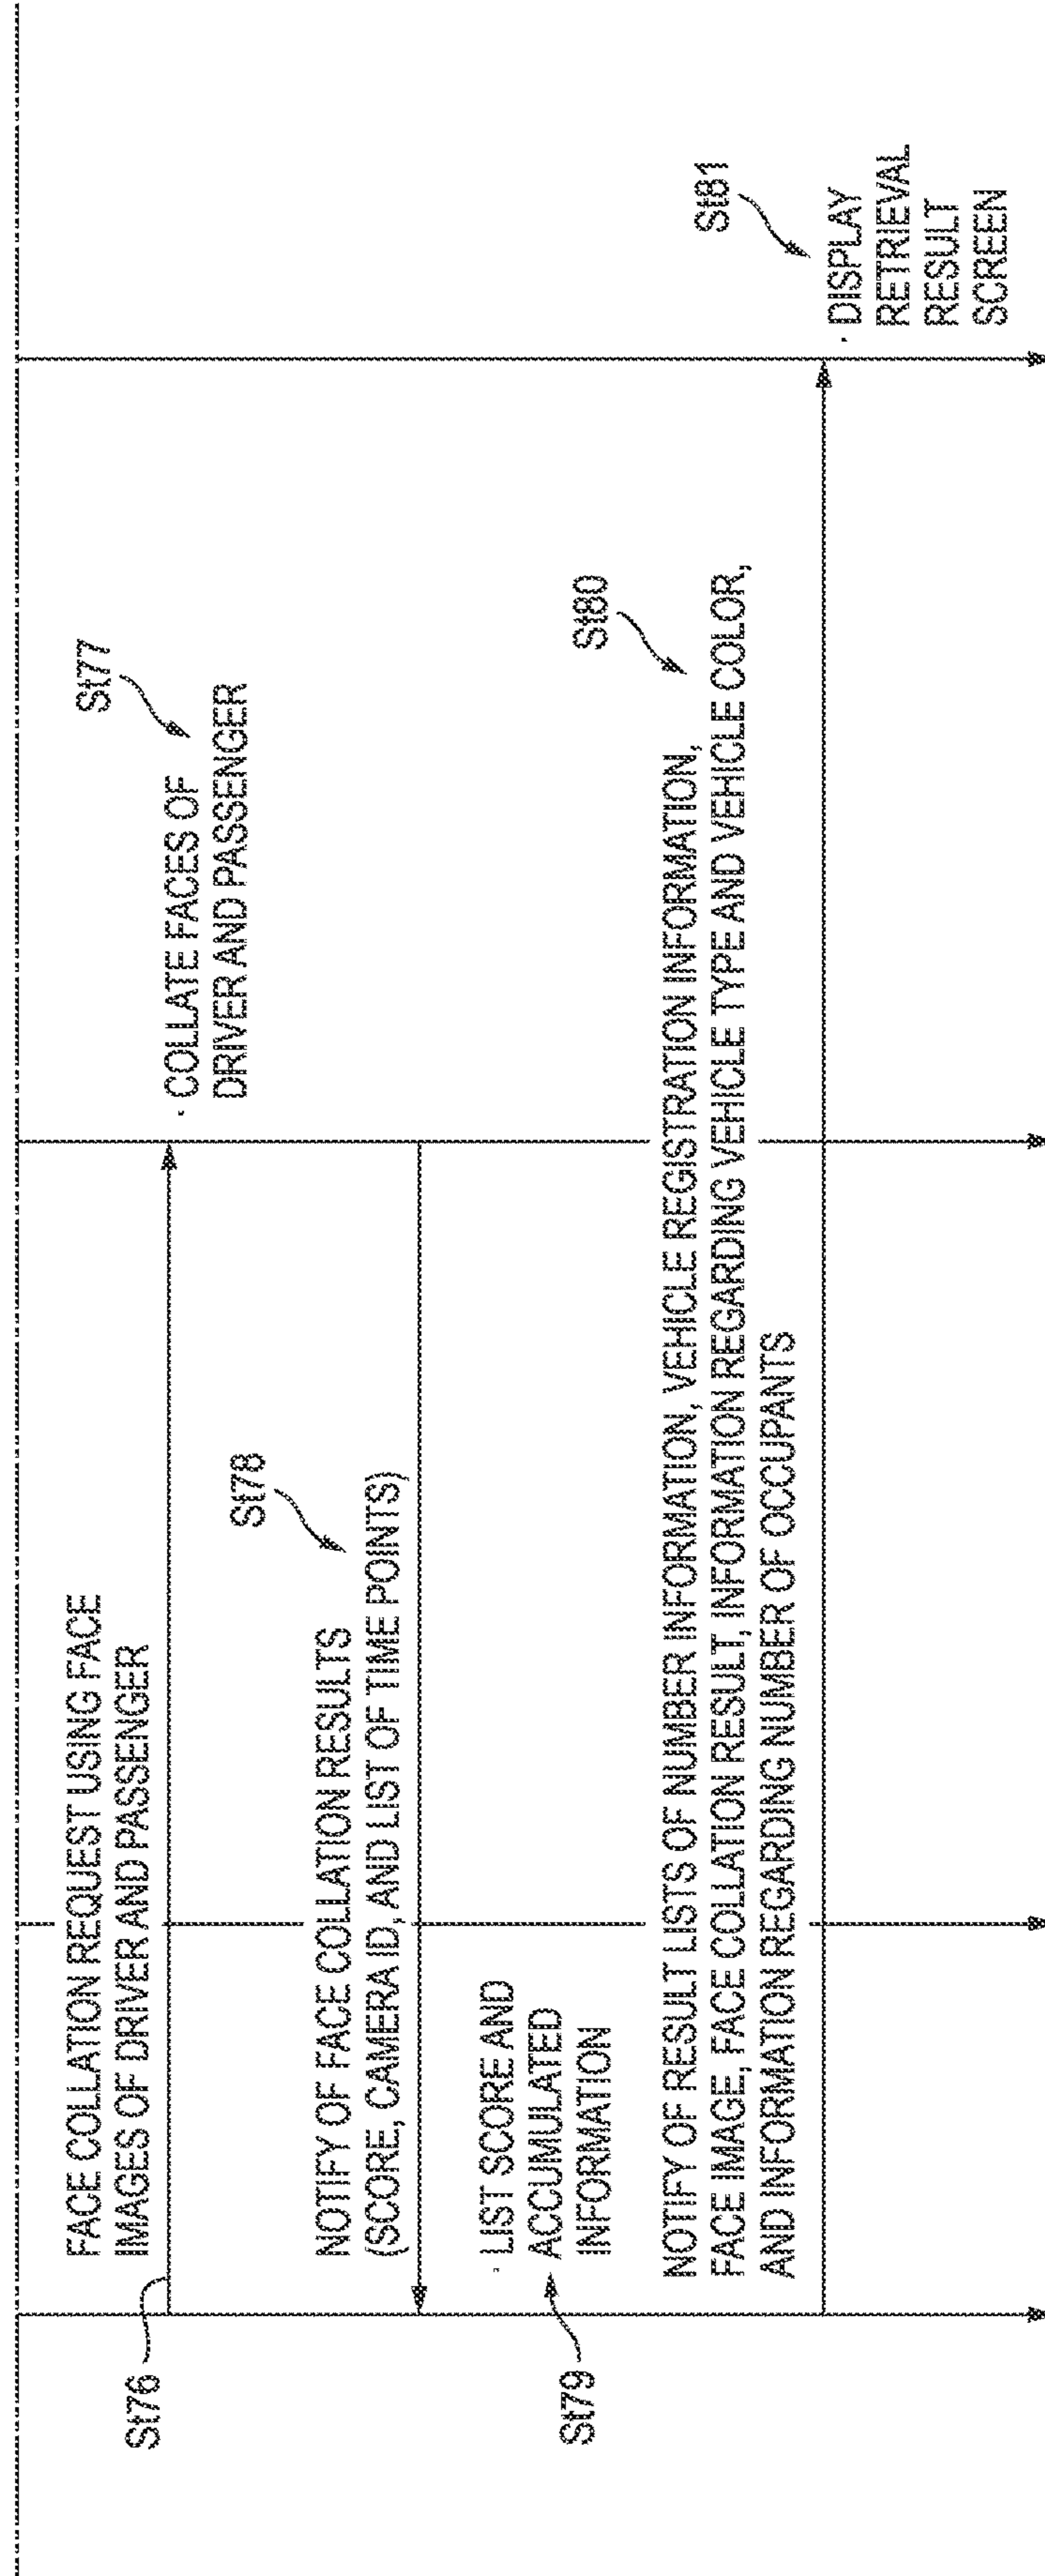 St76
FACE COLLATION REQUEST USING FACE
IMAGES OF DRIVER AND PASSENGER
St77
· COLLATE FACES OF
DRIVER AND PASSENGER
St78
NOTIFY OF FACE COLLATION RESULTS
(SCORE, CAMERA ID, AND LIST OF TIME POINTS)
St79
· LIST SCORE AND
ACCUMULATED
INFORMATION
St80
NOTIFY OF RESULT LISTS OF NUMBER INFORMATION, VEHICLE REGISTRATION INFORMATION,
FACE IMAGE, FACE COLLATION RESULT, INFORMATION REGARDING VEHICLE TYPE AND VEHICLE COLOR,
AND INFORMATION REGARDING NUMBER OF OCCUPANTS
St81
· DISPLAY
RETRIEVAL
RESULT
SCREEN